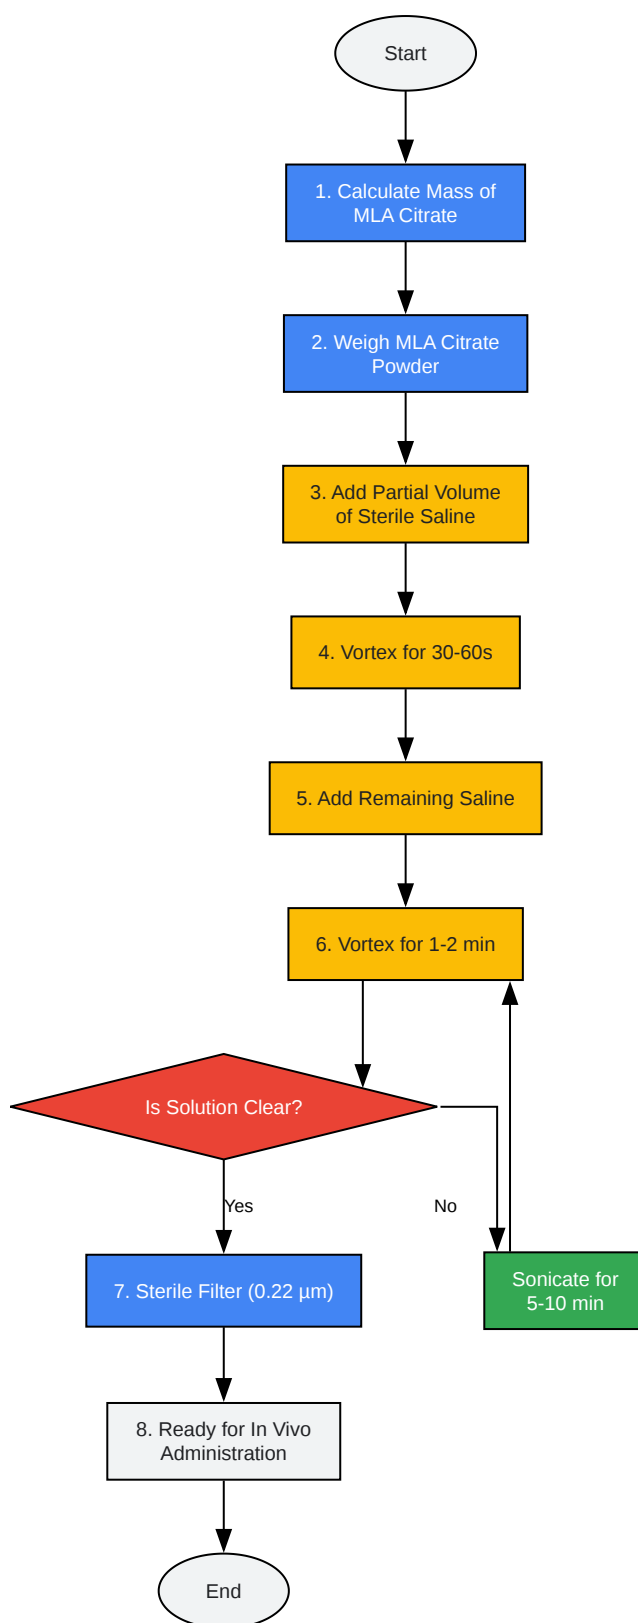 Start
1. Calculate Mass of
MLA Citrate
2. Weigh MLA Citrate
Powder
3. Add Partial Volume
of Sterile Saline
4. Vortex for 30-60s
5. Add Remaining Saline
6. Vortex for 1-2 min
Is Solution Clear?
Yes
No
7. Sterile Filter (0.22 µm)
Sonicate for
5-10 min
8. Ready for In Vivo
Administration
End